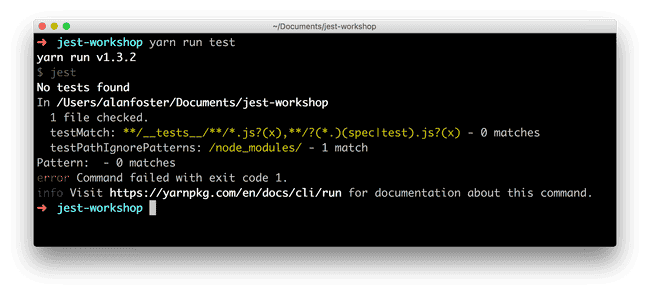 ~/Documents/jest-workshop
➜ jest-workshop yarn run test
yarn run v1.3.2
$ jest
No tests found
In /Users/alanfoster/Documents/jest-workshop
  1 file checked.
  testMatch: **/__tests__/**/*.js?(x),**/?(*.)(spec|test).js?(x) - 0 matches
  testPathIgnorePatterns: /node_modules/ - 1 match
Pattern:  - 0 matches
error Command failed with exit code 1.
info Visit https://yarnpkg.com/en/docs/cli/run for documentation about this command.
➜ jest-workshop